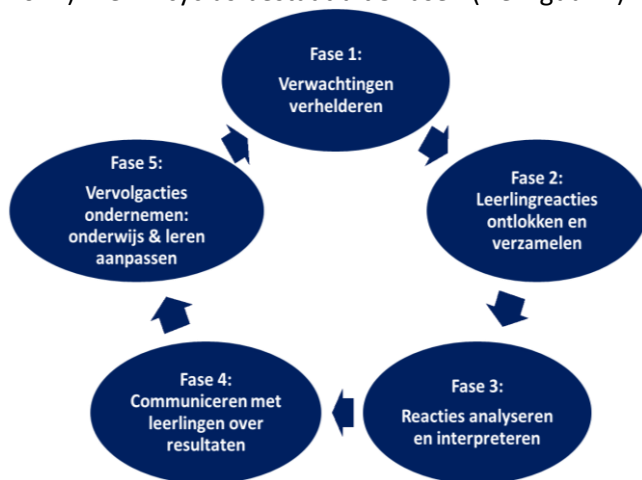 Fase 1:
Verwachtingen
verhelderen
Fase 2:
Leerlingreacties
ontlokken en
verzamelen
Fase 3:
Reacties analyseren
en interpreteren
Fase 4:
Communiceren met
leerlingen over
resultaten
Fase 5:
Vervolgacties
ondernemen:
onderwijs & leren
aanpassen